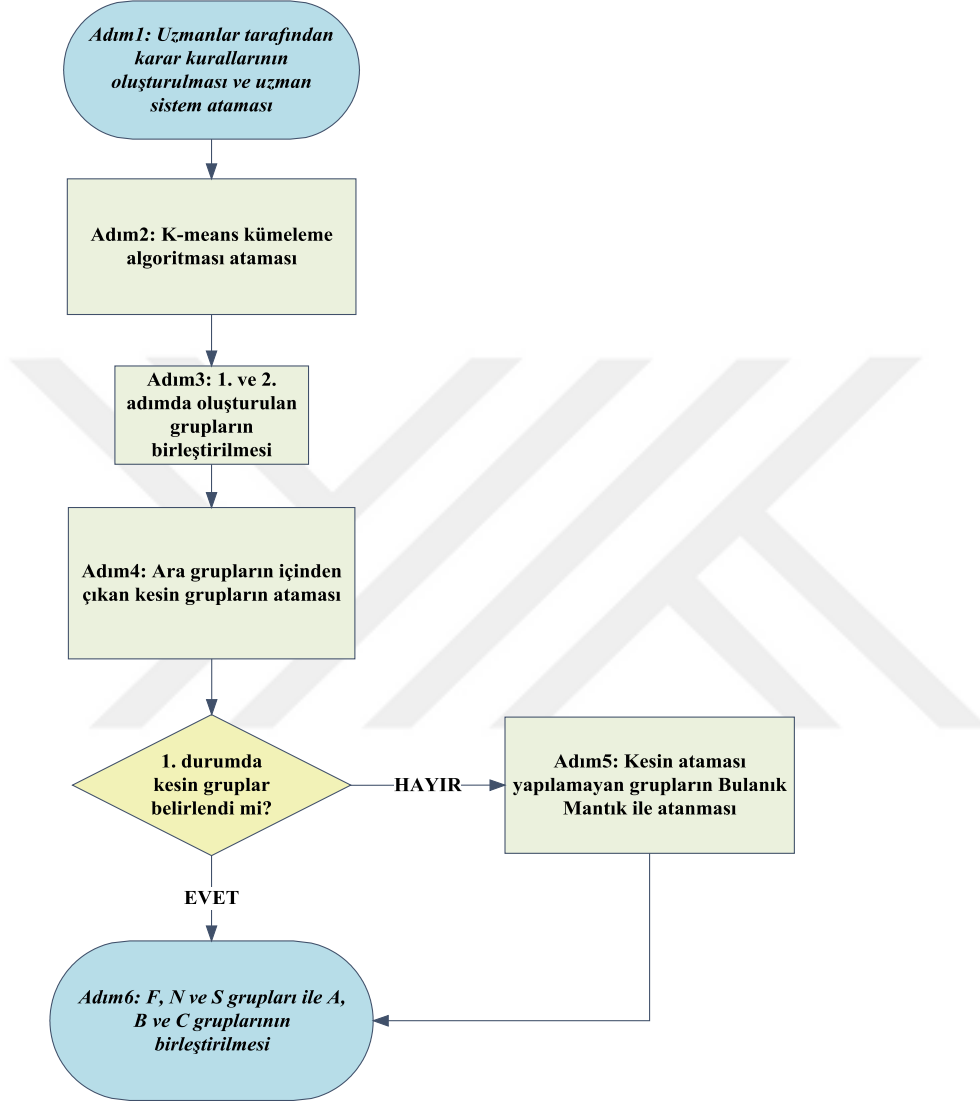 Adım1: Uzmanlar tarafından
karar kurallarının
oluşturulması ve uzman
sistem ataması
Adım2: K-means kümeleme
algoritması ataması
Adım3: 1. ve 2.
adımda oluşturulan
grupların
birleştirilmesi
Adım4: Ara grupların içinden
çıkan kesin grupların ataması
1. durumda
kesin gruplar
belirlendi mi?
HAYIR
Adım5: Kesin ataması
yapılamayan grupların Bulanık
Mantık ile atanması
EVET
Adım6: F, N ve S grupları ile A,
B ve C gruplarının
birleştirilmesi